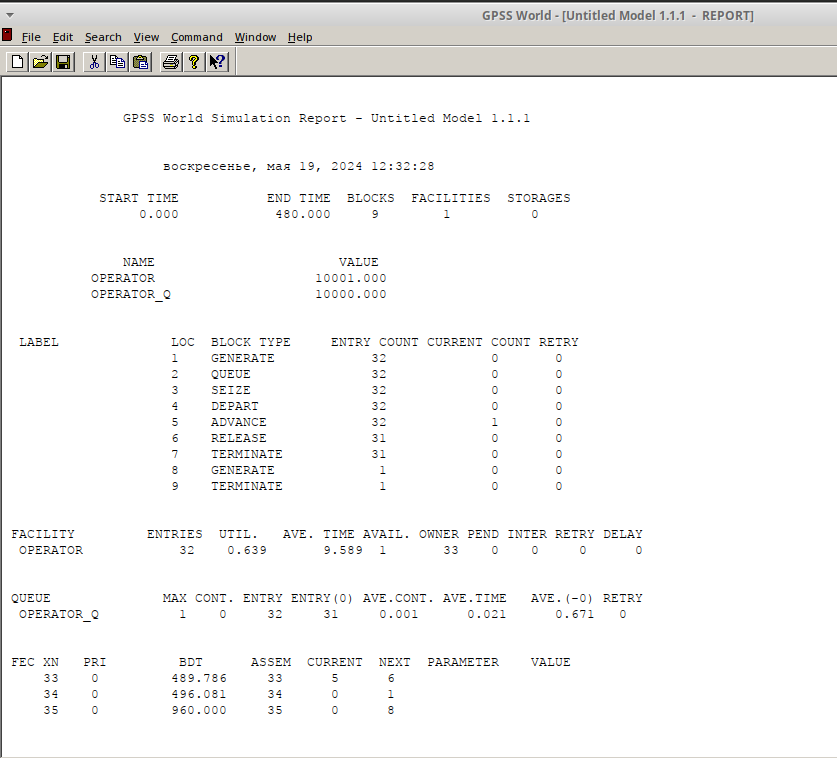 GPSS World - [Untitled Model 1.1.1 - REPORT]
File Edit Search View Command Window Help
GPSS World Simulation Report - Untitled Model 1.1.1
воскресенье, мая 19, 2024 12:32:28
START TIME END TIME BLOCKS FACILITIES STORAGES
0.000 480.000 9 1 0
NAME VALUE
OPERATOR 10001.000
OPERATOR_Q 10000.000
LABEL LOC BLOCK TYPE ENTRY COUNT CURRENT COUNT RETRY
1 GENERATE 32 0 0
2 QUEUE 32 0 0
3 SEIZE 32 0 0
4 DEPART 32 0 0
5 ADVANCE 32 1 0
6 RELEASE 31 0 0
7 TERMINATE 31 0 0
8 GENERATE 1 0 0
9 TERMINATE 1 0 0
FACILITY ENTRIES UTIL. AVE. TIME AVAIL. OWNER PEND INTER RETRY DELAY
OPERATOR 32 0.639 9.589 1 33 0 0 0 0
QUEUE MAX CONT. ENTRY ENTRY(0) AVE.CONT. AVE.TIME AVE.(-0) RETRY
OPERATOR_Q 1 0 32 31 0.001 0.021 0.671 0
FEC XN PRI BDT ASSEM CURRENT NEXT PARAMETER VALUE
33 0 489.786 33 5 6
34 0 496.081 34 0 1
35 0 960.000 35 0 8